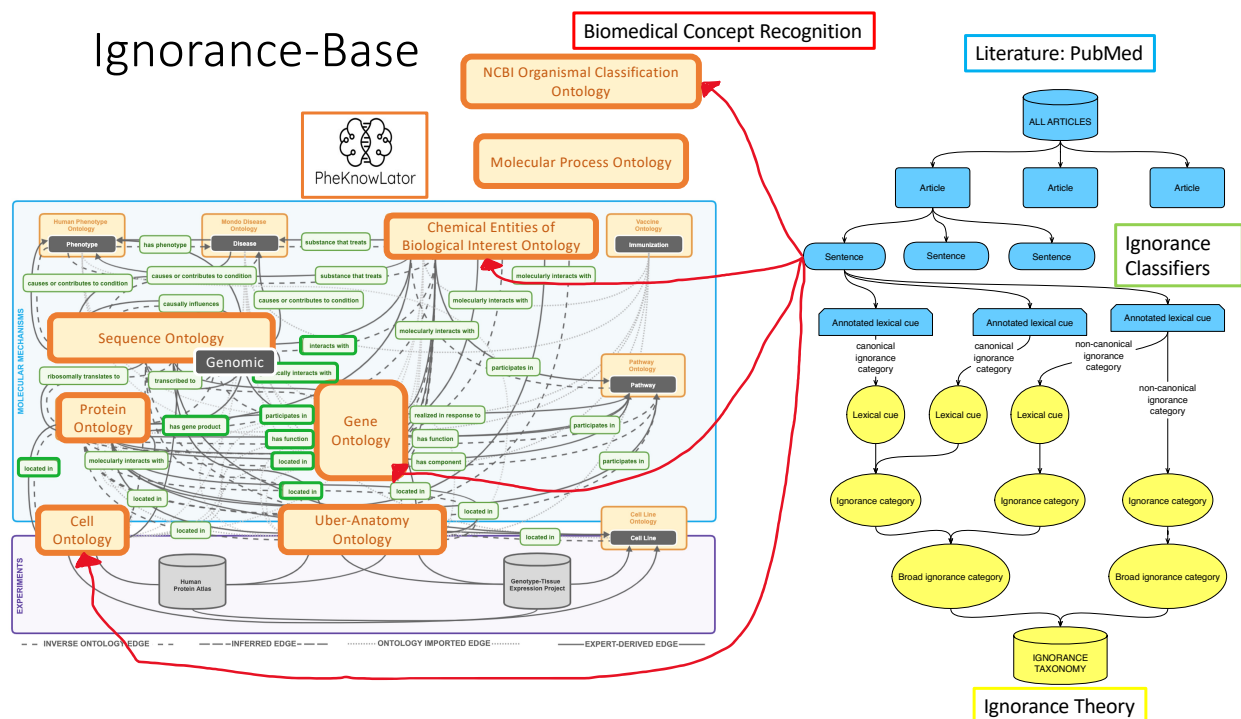 Ignorance-Base
Biomedical Concept Recognition
Literature: PubMed
NCBI Organismal Classification
Ontology
Molecular Process Ontology
PheKnowLator
ALL ARTICLES
Article
Article
Article
Sentence
Sentence
Sentence
Ignorance
Classifiers
Annotated lexical cue
Annotated lexical cue
Annotated lexical cue
canonical
ignorance
category
canonical
ignorance
category
non-canonical
ignorance
category
non-canonical
ignorance
category
Lexical cue
Lexical cue
Lexical cue
Ignorance category
Ignorance category
Ignorance category
Broad ignorance category
Broad ignorance category
IGNORANCE
TAXONOMY
Ignorance Theory
MOLECULAR MECHANISMS
Human Phenotype
Ontology
Phenotype
has phenotype
Mondo Disease
Ontology
Disease
substance that treats
Chemical Entities of
Biological Interest Ontology
Vaccine
Ontology
Immunization
causes or contributes to condition
causes or contributes to condition
substance that treats
molecularly interacts with
causally influences
causes or contributes to condition
molecularly interacts with
Sequence Ontology
Genomic
interacts with
molecularly interacts with
ribosomally translates to
transcribed to
ically interacts with
participates in
Pathway
Ontology
Pathway
Protein
Ontology
has gene product
participates in
has function
located in
Gene
Ontology
realized in response to
has function
has component
participates in
participates in
located in
molecularly interacts with
located in
located in
located in
located in
Cell
Ontology
located in
Uber-Anatomy
Ontology
located in
Cell Line
Ontology
Cell Line
located in
EXPERIMENTS
Human
Protein Atlas
Genotype-Tissue
Expression Project
INVERSE ONTOLOGY EDGE
INFERRED EDGE
ONTOLOGY IMPORTED EDGE
EXPERT-DERIVED EDGE